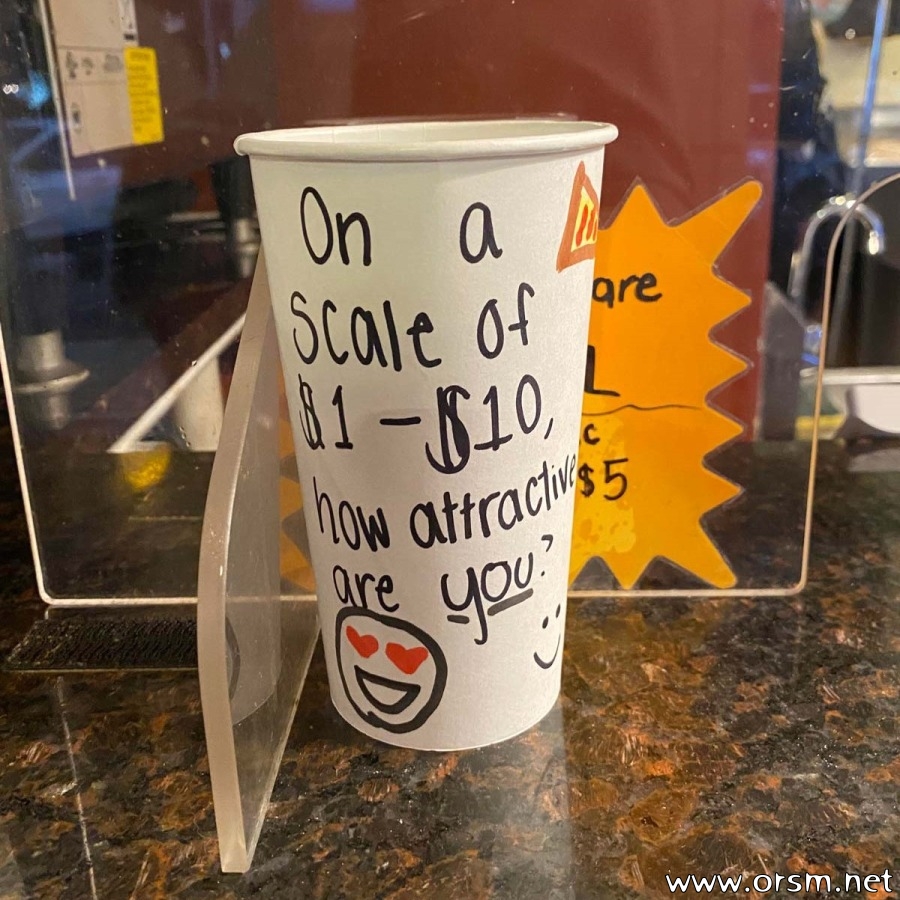 On a
Scale of
$1 - $10,
how attractive
are you?
are
L
c
$5
www.orsm.net